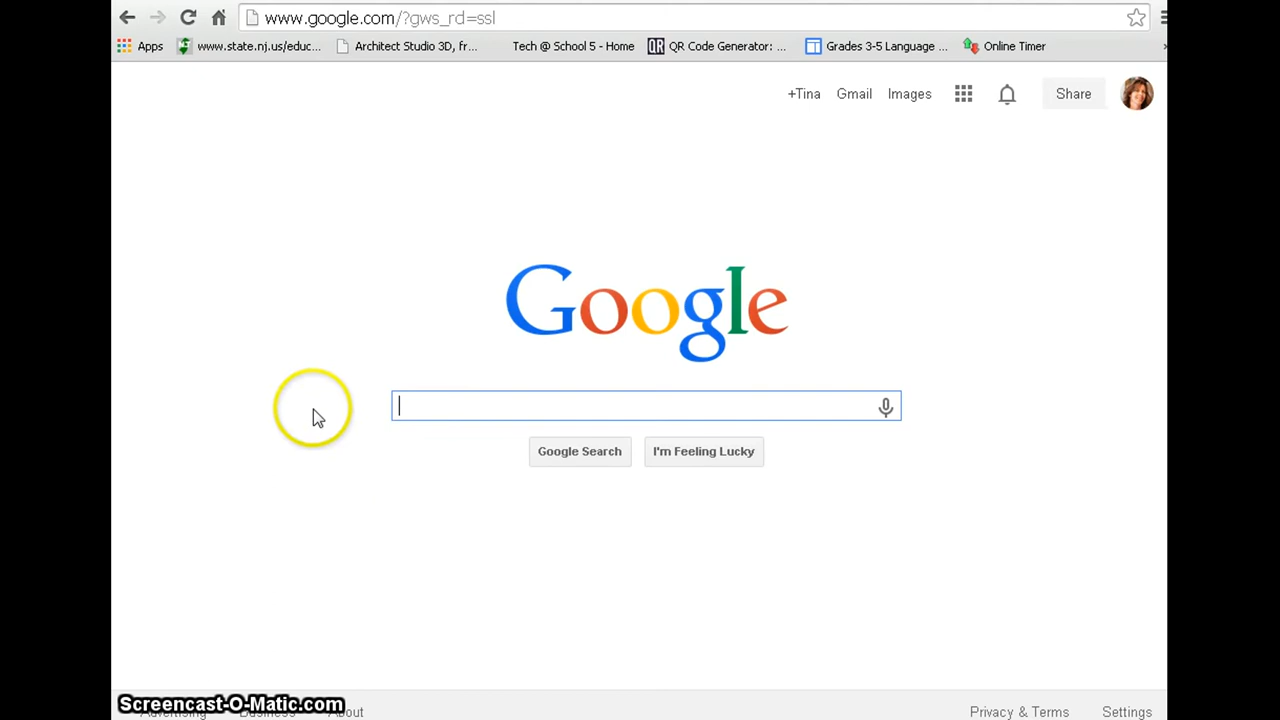 www.google.com/?gws_rd=ssl
Apps www.state.nj.us/educ... Architect Studio 3D, fr... Tech @ School 5 - Home QR Code Generator: ... Grades 3-5 Language ... Online Timer
+Tina Gmail Images Share
Google
Google Search I'm Feeling Lucky
Screencast-O-Matic.com
Advertising Business About Privacy & Terms Settings